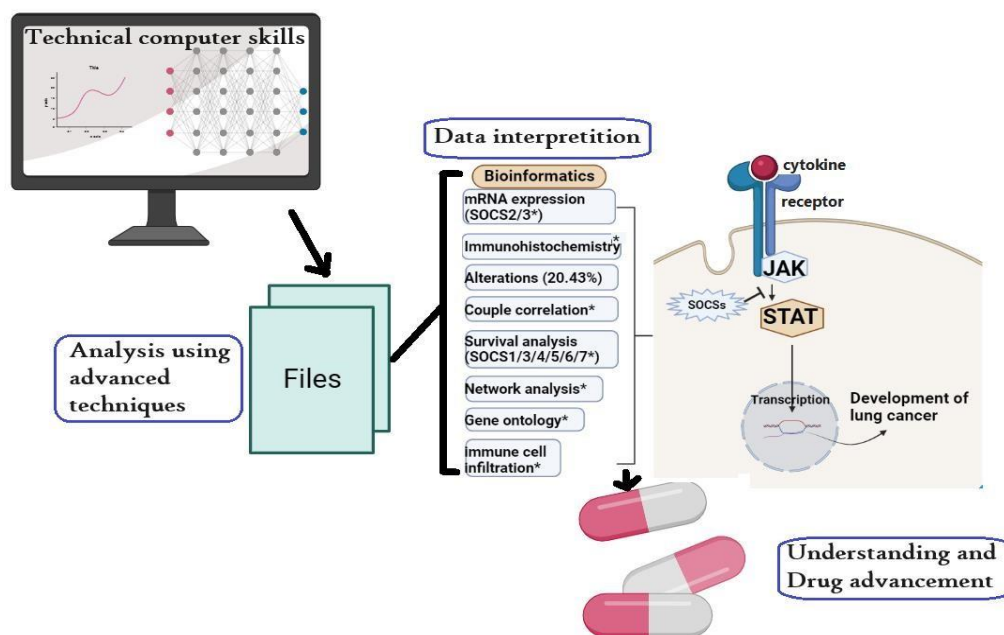 Technical computer skills
Title
Data interpretition
Bioinformatics
mRNA expression
(SOCS2/3*)
Immunohistochemistry*
Alterations (20.43%)
Couple correlation*
Survival analysis
(SOCS1/3/4/5/6/7*)
Network analysis*
Gene ontology*
immune cell
infiltration*
Analysis using
advanced
techniques
Files
cytokine
receptor
JAK
SOCSs
STAT
Transcription
Development of
lung cancer
Understanding and
Drug advancement